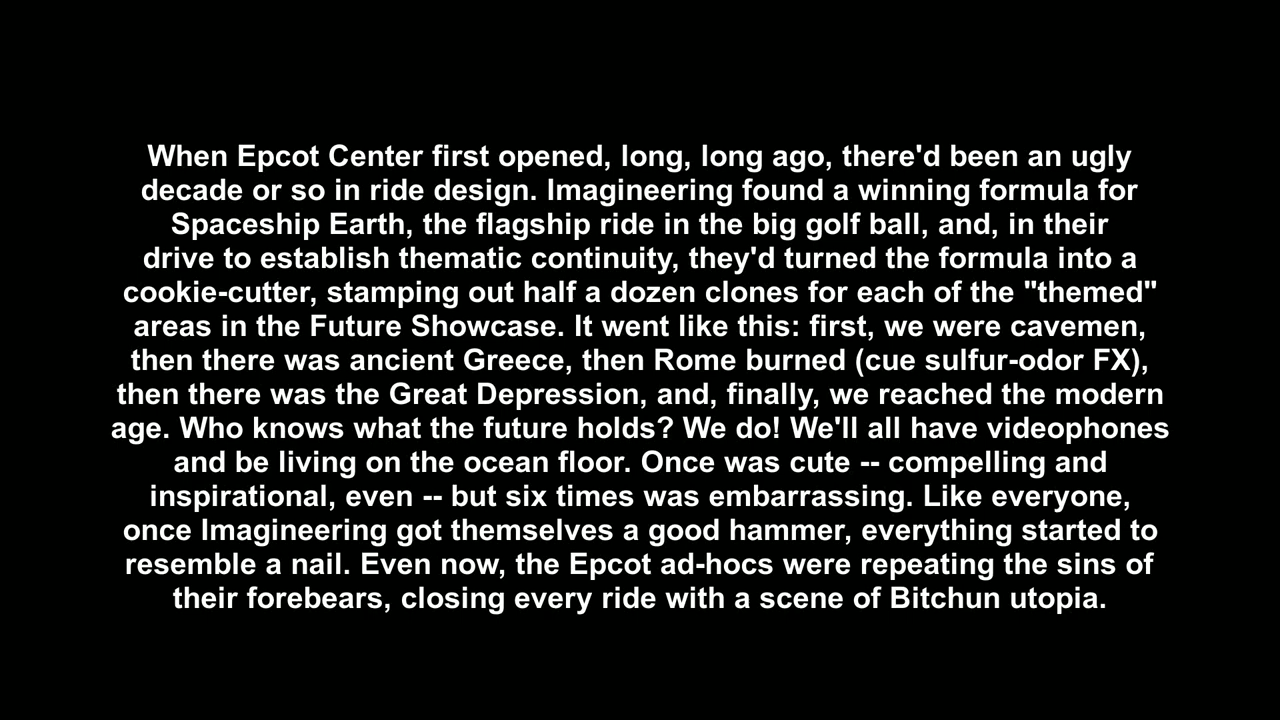 When Epcot Center first opened, long, long ago, there'd been an ugly
decade or so in ride design. Imagineering found a winning formula for
Spaceship Earth, the flagship ride in the big golf ball, and, in their
drive to establish thematic continuity, they'd turned the formula into a
cookie-cutter, stamping out half a dozen clones for each of the "themed"
areas in the Future Showcase. It went like this: first, we were cavemen,
then there was ancient Greece, then Rome burned (cue sulfur-odor FX),
then there was the Great Depression, and, finally, we reached the modern
age. Who knows what the future holds? We do! We'll all have videophones
and be living on the ocean floor. Once was cute -- compelling and
inspirational, even -- but six times was embarrassing. Like everyone,
once Imagineering got themselves a good hammer, everything started to
resemble a nail. Even now, the Epcot ad-hocs were repeating the sins of
their forebears, closing every ride with a scene of Bitchun utopia.